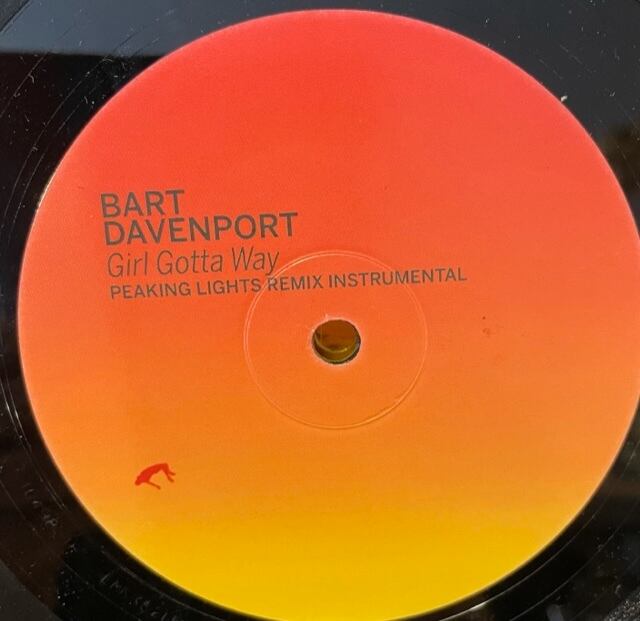 BART
DAVENPORT
Girl Gotta Way
PEAKING LIGHTS REMIX INSTRUMENTAL